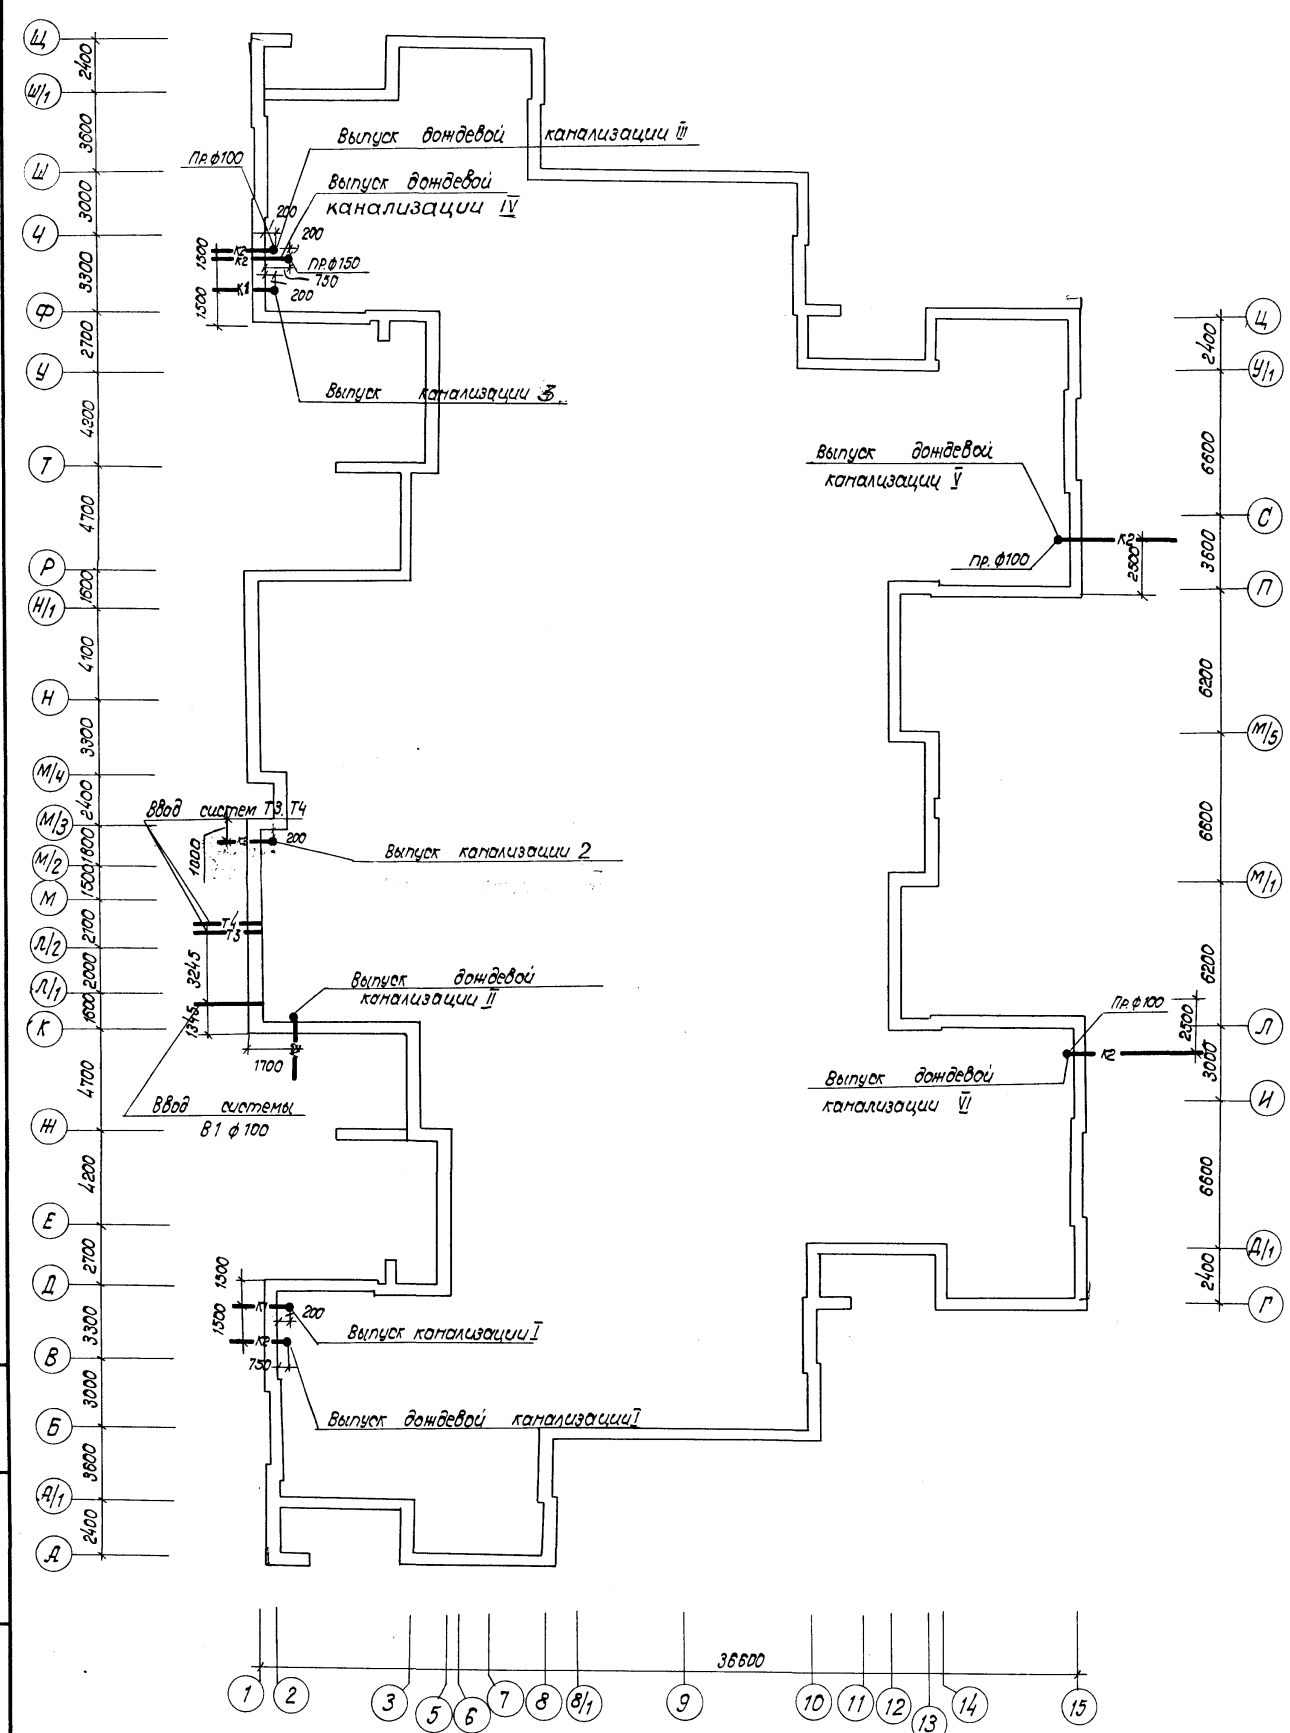 Щ
2400
Ш/1
3600
Ш
3000
Ч
3300
Ф
2700
У
4200
Т
4700
Р
1600
Н/1
4100
Н
3300
М/4
2400
М/3
1800
М/2
1500
М
2100
Л/2
2000
Л/1
1600
К
4700
Ж
4200
Е
2700
Д
3300
В
3000
Б
3600
А/1
2400
А
Выпуск дождевой канализации III
ПР.ф100
Выпуск дождевой
канализации IV
200
200
К2
К2
1500
ПР.ф150
750
К1
200
1500
Выпуск канализации 3
Выпуск дождевой
канализации V
пр.ф100
К2
2500
Ввод систем Т3, Т4
1800
200
Выпуск канализации 2
Т4
Т3
3245
1345
Выпуск дождевой
канализации II
1700
Ввод системы
В1 ф100
Пр.ф100
2500
К2
Выпуск дождевой
канализации VI
1500
К1
200
1500
К2
750
Выпуск канализации I
Выпуск дождевой канализации I
Ц
2400
У/1
6600
С
3600
П
6200
М/5
6600
М/1
6200
Л
3000
И
6600
Д/1
2400
Г
36600
1
2
3
5
6
7
8
8/1
9
10
11
12
13
14
15